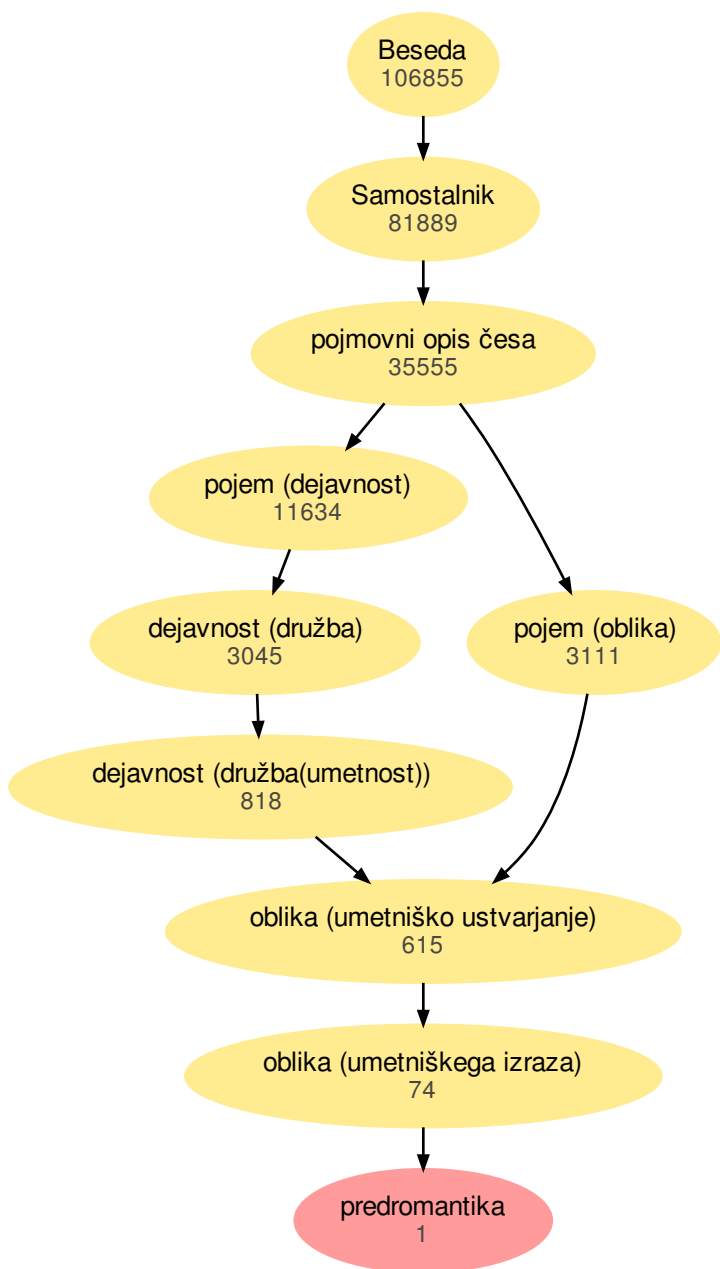 Beseda
106855
Samostalnik
81889
pojmovni opis česa
35555
pojem (dejavnost)
11634
dejavnost (družba)
3045
pojem (oblika)
3111
dejavnost (družba(umetnost))
818
oblika (umetniško ustvarjanje)
615
oblika (umetniškega izraza)
74
predromantika
1